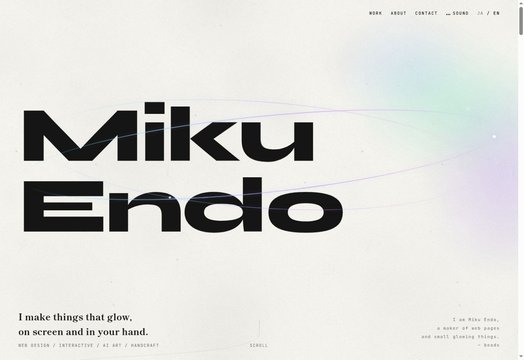 WORK ABOUT CONTACT SOUND JA / EN
Miku
Endo
I make things that glow,
on screen and in your hand.
WEB DESIGN / INTERACTIVE / AI ART / HANDCRAFT
SCROLL
I am Miku Endo,
a maker of web pages
and small glowing things.
— beads